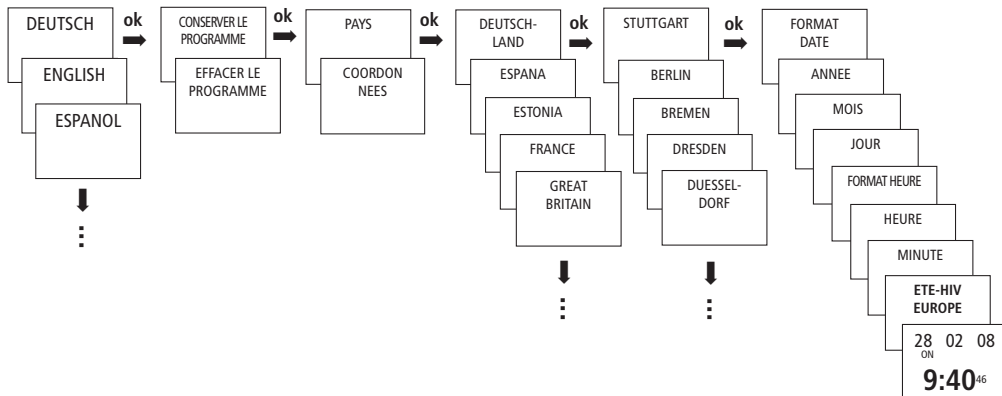 DEUTSCH
ENGLISH
ESPANOL
ok
CONSERVER LE
PROGRAMME
EFFACER LE
PROGRAMME
ok
PAYS
COORDON
NEES
ok
DEUTSCH-
LAND
ESPANA
ESTONIA
FRANCE
GREAT
BRITAIN
ok
STUTTGART
BERLIN
BREMEN
DRESDEN
DUESSEL-
DORF
ok
FORMAT
DATE
ANNEE
MOIS
JOUR
FORMAT HEURE
HEURE
MINUTE
ETE-HIV
EUROPE
28 02 08
ON
9:40 46